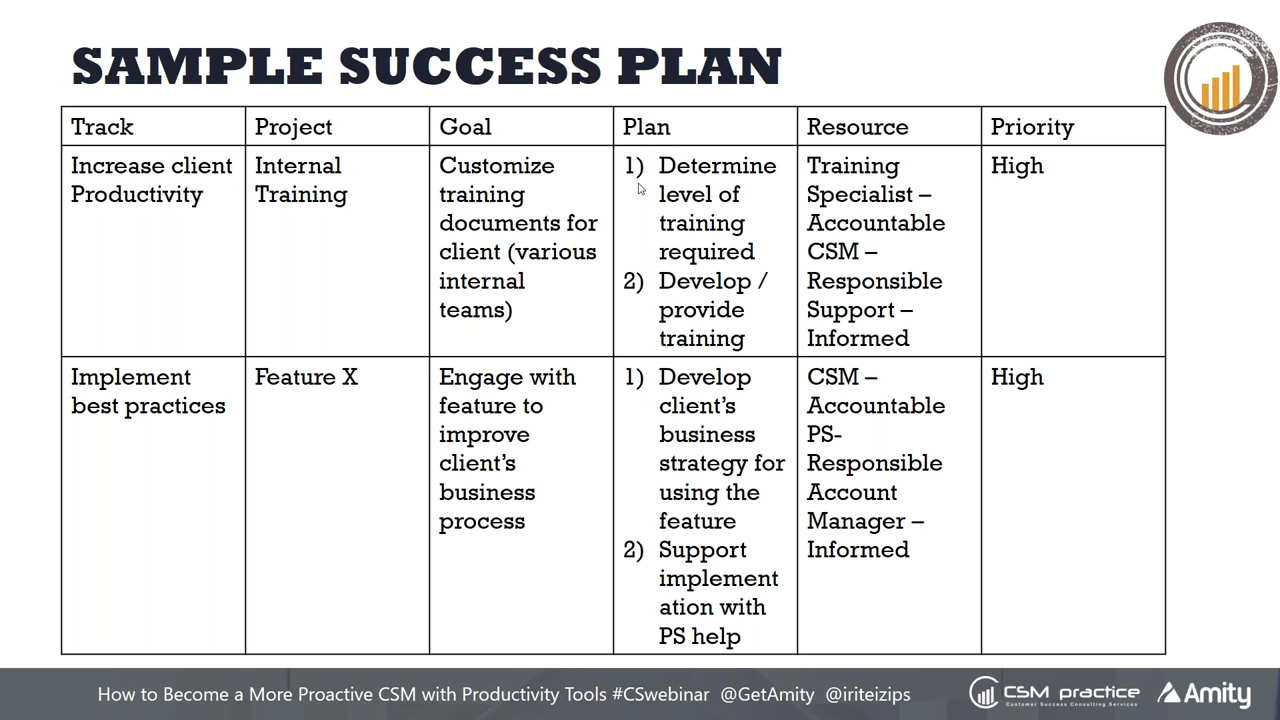 SAMPLE SUCCESS PLAN
Track
Project
Goal
Plan
Resource
Priority
Increase client
Productivity
Internal
Training
Customize
training
documents for
client (various
internal
teams)
1) Determine
level of
training
required
2) Develop /
provide
training
Training
Specialist –
Accountable
CSM –
Responsible
Support –
Informed
High
Implement
best practices
Feature X
Engage with
feature to
improve
client's
business
process
1) Develop
client's
business
strategy for
using the
feature
2) Support
implement
ation with
PS help
CSM –
Accountable
PS-
Responsible
Account
Manager –
Informed
High
How to Become a More Proactive CSM with Productivity Tools #CSwebinar @GetAmity @iriteizips
CSM practice
Customer Success Consulting Services
Amity